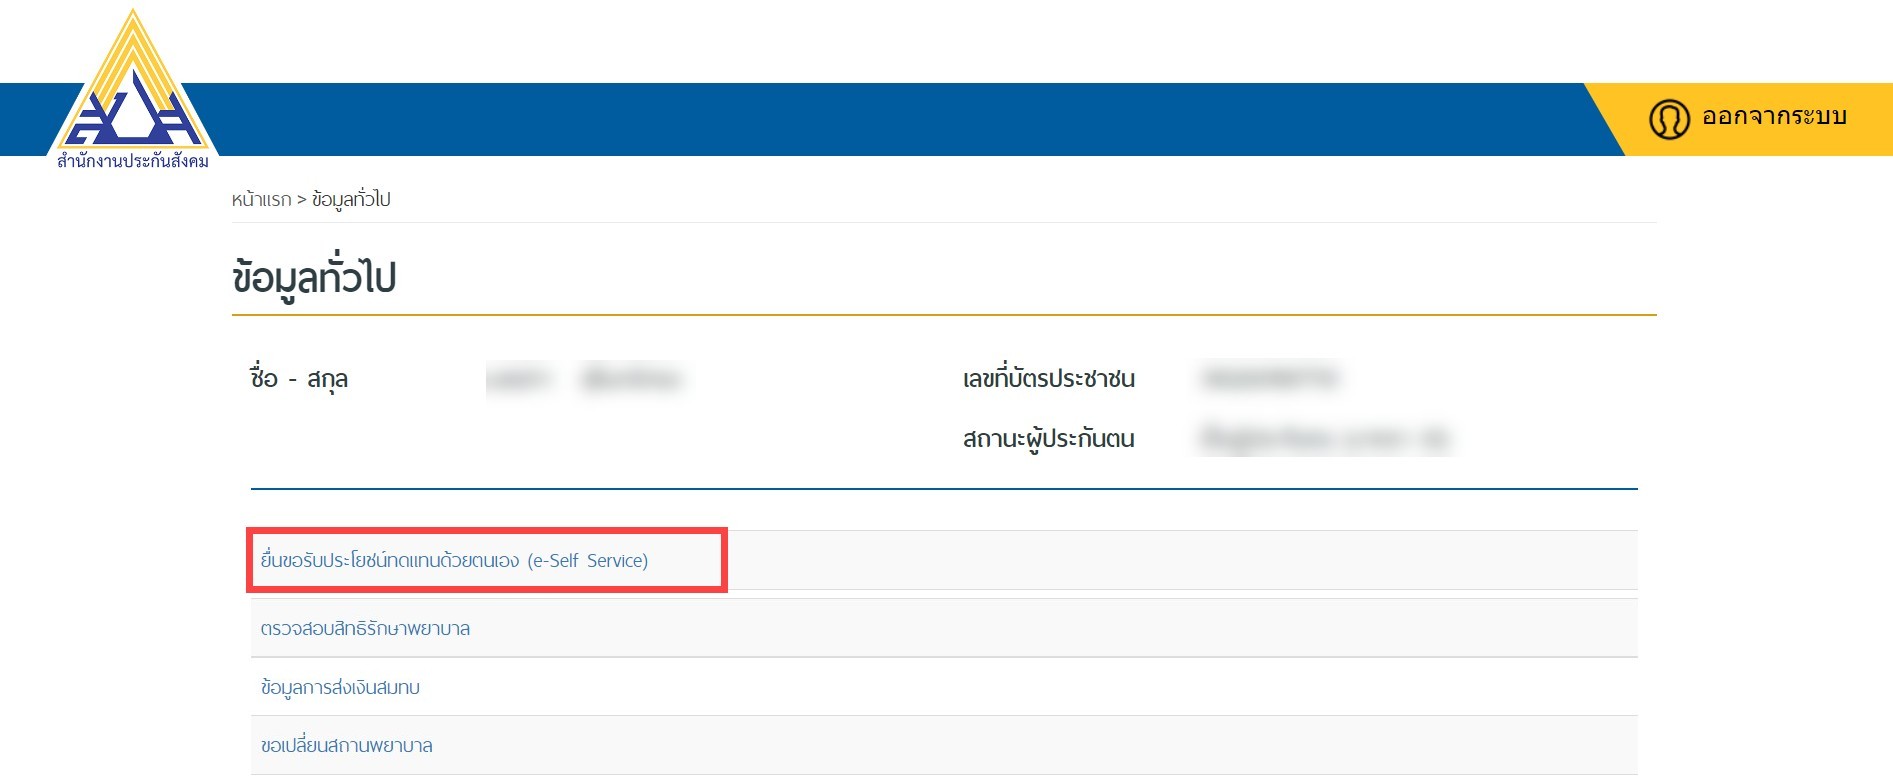 สำนักงานประกันสังคม
ออกจากระบบ
หน้าแรก > ข้อมูลทั่วไป
ข้อมูลทั่วไป
ชื่อ - สกุล
เลขที่บัตรประชาชน
สถานะผู้ประกันตน
ยื่นขอรับประโยชน์ทดแทนด้วยตนเอง (e-Self Service)
ตรวจสอบสิทธิรักษาพยาบาล
ข้อมูลการส่งเงินสมทบ
ขอเปลี่ยนสถานพยาบาล